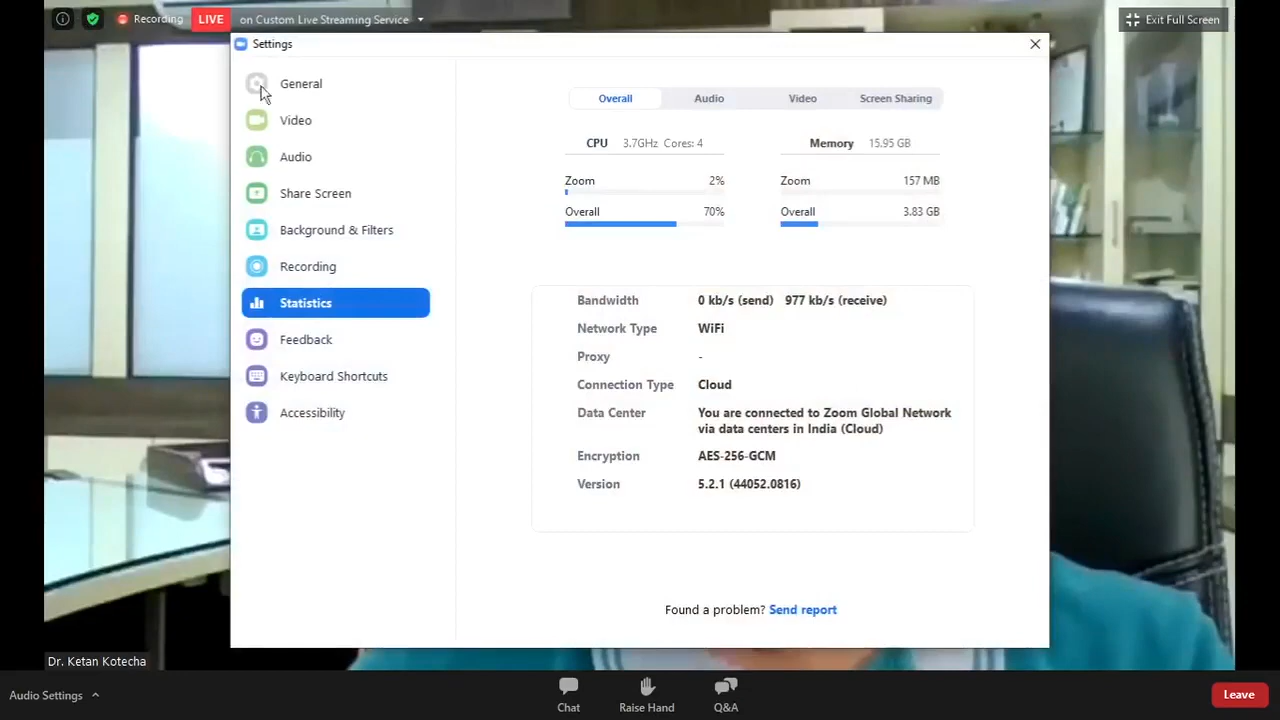 Recording LIVE on Custom Live Streaming Service Exit Full Screen
Settings
General
Video
Audio
Share Screen
Background & Filters
Recording
Statistics
Feedback
Keyboard Shortcuts
Accessibility
Overall Audio Video Screen Sharing
CPU 3.7GHz Cores: 4
Zoom 2%
Overall 70%
Memory 15.95 GB
Zoom 157 MB
Overall 3.83 GB
Bandwidth 0 kb/s (send) 977 kb/s (receive)
Network Type WiFi
Proxy -
Connection Type Cloud
Data Center You are connected to Zoom Global Network
via data centers in India (Cloud)
Encryption AES-256-GCM
Version 5.2.1 (44052.0816)
Found a problem? Send report
Dr. Ketan Kotecha
Audio Settings Chat Raise Hand Q&A Leave